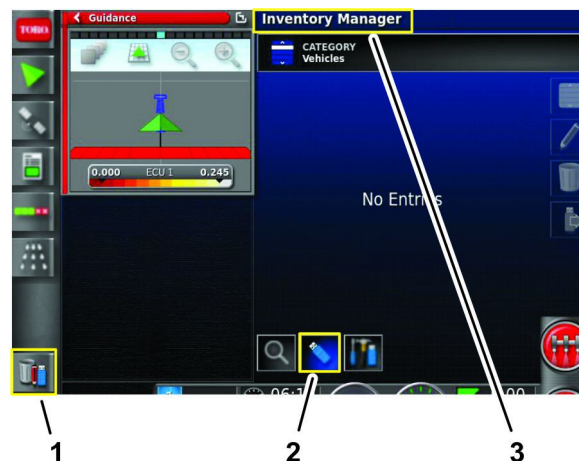 TORO
Guidance
Inventory Manager
CATEGORY
Vehicles
0.000 ECU 1 0.245
No Entries
1
2
3